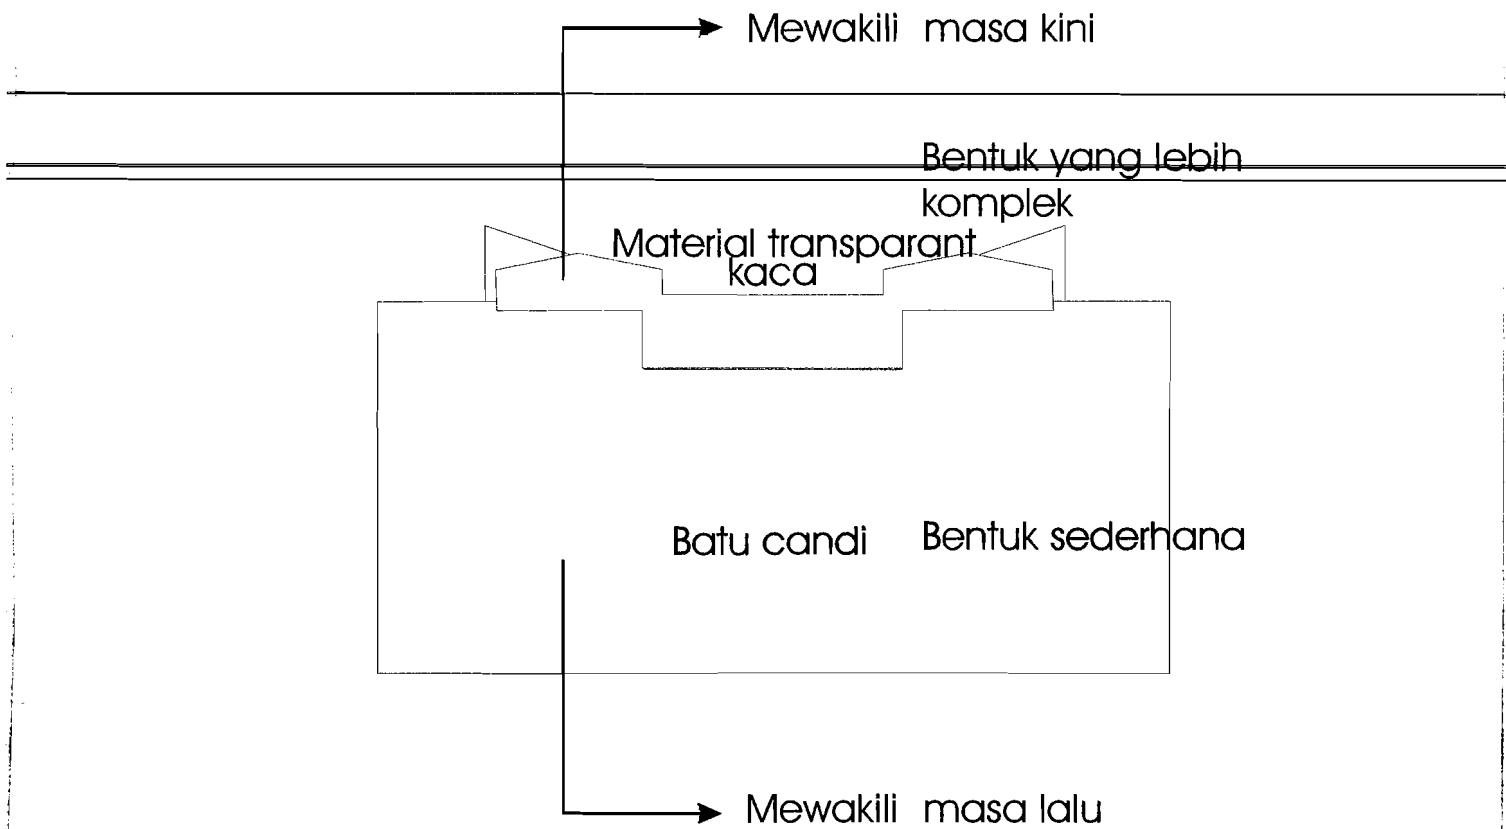 Mewakili masa kini
Bentuk yang lebih
komplek
Material transparant
kaca
Batu candi
Bentuk sederhana
Mewakili masa lalu